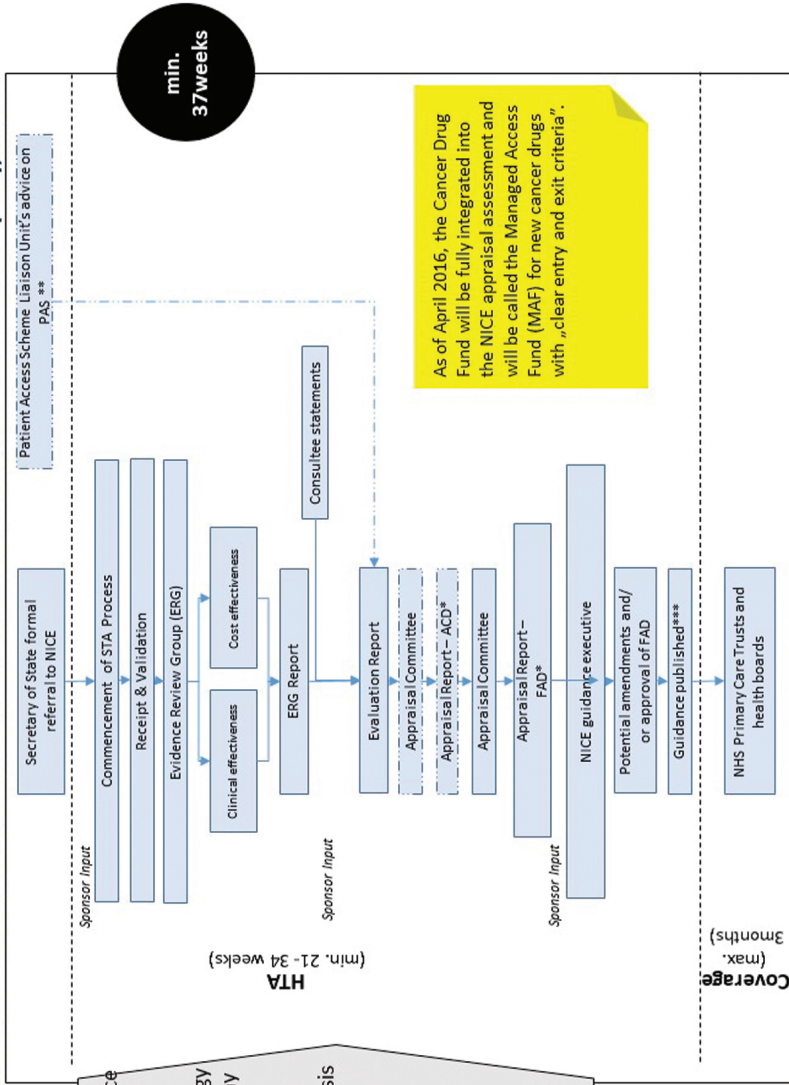 min.
37weeks
Secretary of State formal
referral to NICE
Patient Access Scheme Liaison Unit's advice on
PAS **
Sponsor Input
Commencement of STA Process
Receipt & Validation
Evidence Review Group (ERG)
Clinical effectiveness
Cost effectiveness
ERG Report
Sponsor Input
Consultee statements
Evaluation Report
Appraisal Committee
Appraisal Report – ACD*
Appraisal Committee
Appraisal Report –
FAD*
Sponsor Input
NICE guidance executive
Potential amendments and/
or approval of FAD
Guidance published***
NHS Primary Care Trusts and
health boards
HTA
(min. 21- 34 weeks)
Coverage
(max.
3months)
As of April 2016, the Cancer Drug
Fund will be fully integrated into
the NICE appraisal assessment and
will be called the Managed Access
Fund (MAF) for new cancer drugs
with „clear entry and exit criteria".